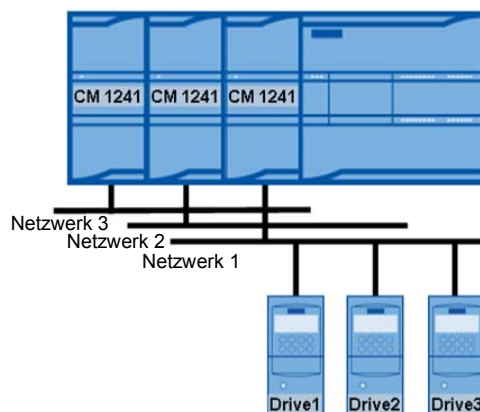 CM 1241 CM 1241 CM 1241
Netzwerk 3
Netzwerk 2
Netzwerk 1
Drive1 Drive2 Drive3